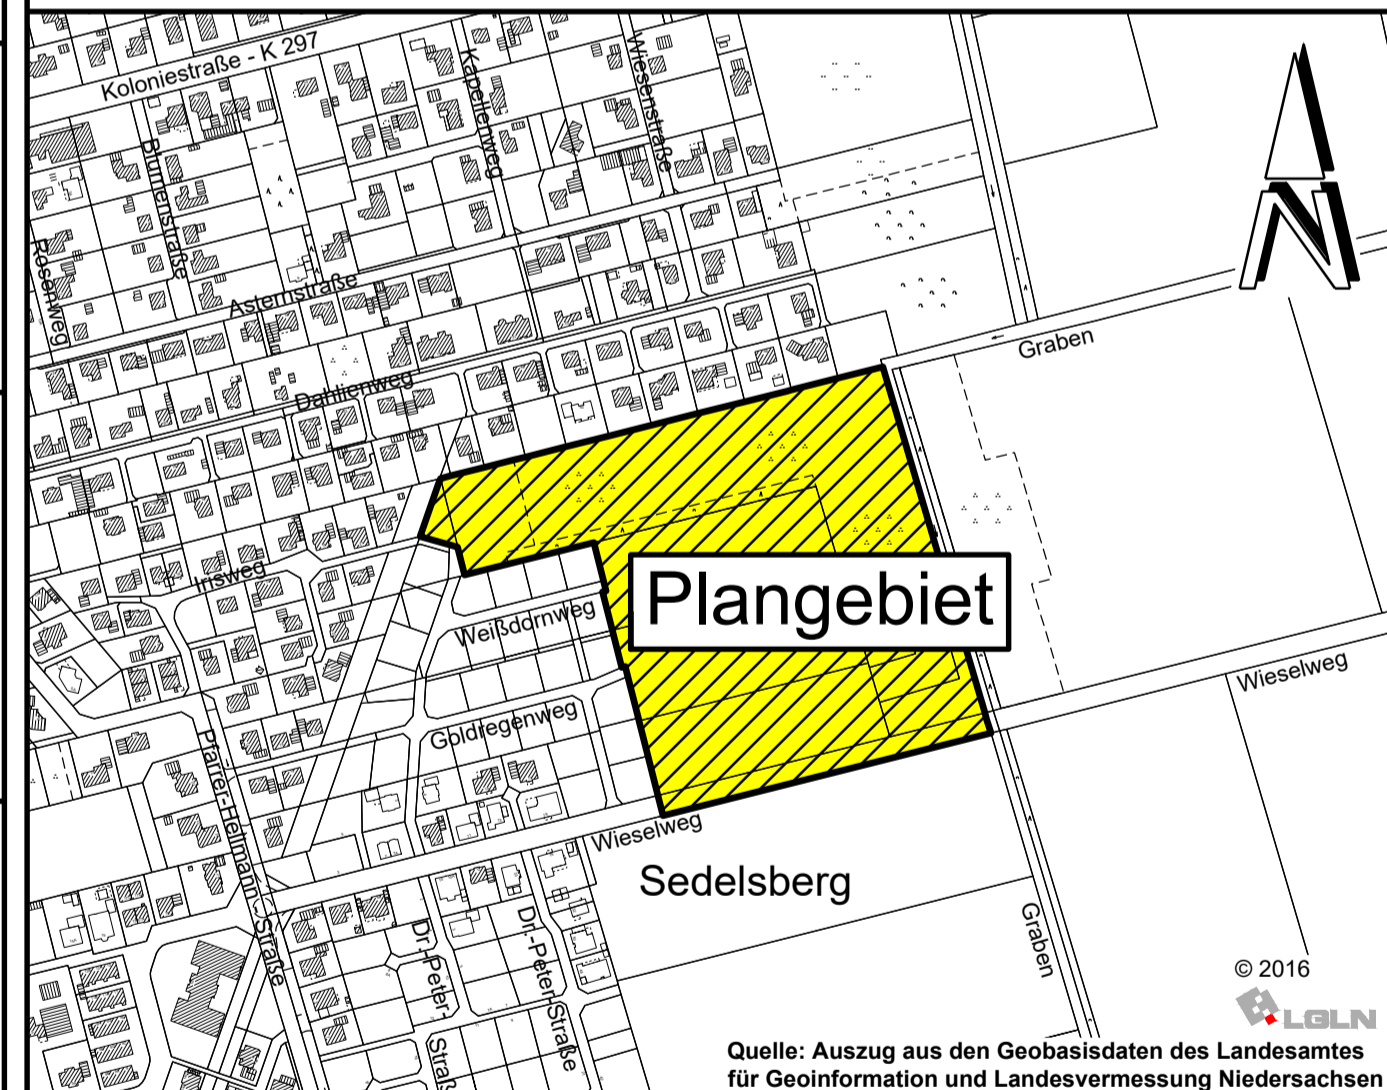 Koloniestraße - K 297
Kapellenweg
Wiesenstraße
Blumenstraße
Rosenweg
Asternstraße
Dahlienweg
Graben
N
Irisweg
Weißdornweg
Plangebiet
Goldregenweg
Wieselweg
Pfarrer-Hellmann-Straße
Wieselweg
Sedelsberg
Dr.-Peter-
Straß
Dr.-Peter-Straße
Graben
© 2016
LGLN
Quelle: Auszug aus den Geobasisdaten des Landesamtes
für Geoinformation und Landesvermessung Niedersachsen